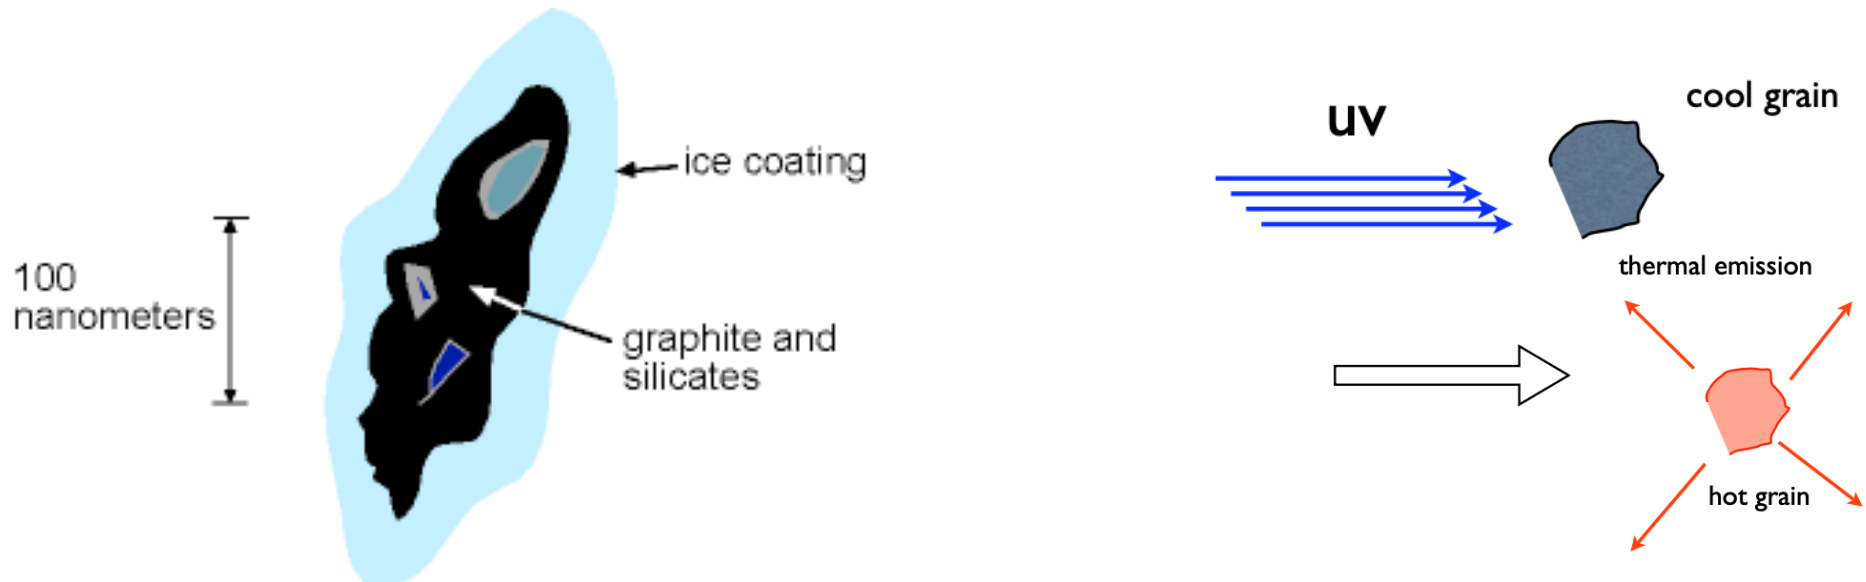 100
nanometers
ice coating
graphite and
silicates
uv
cool grain
thermal emission
hot grain